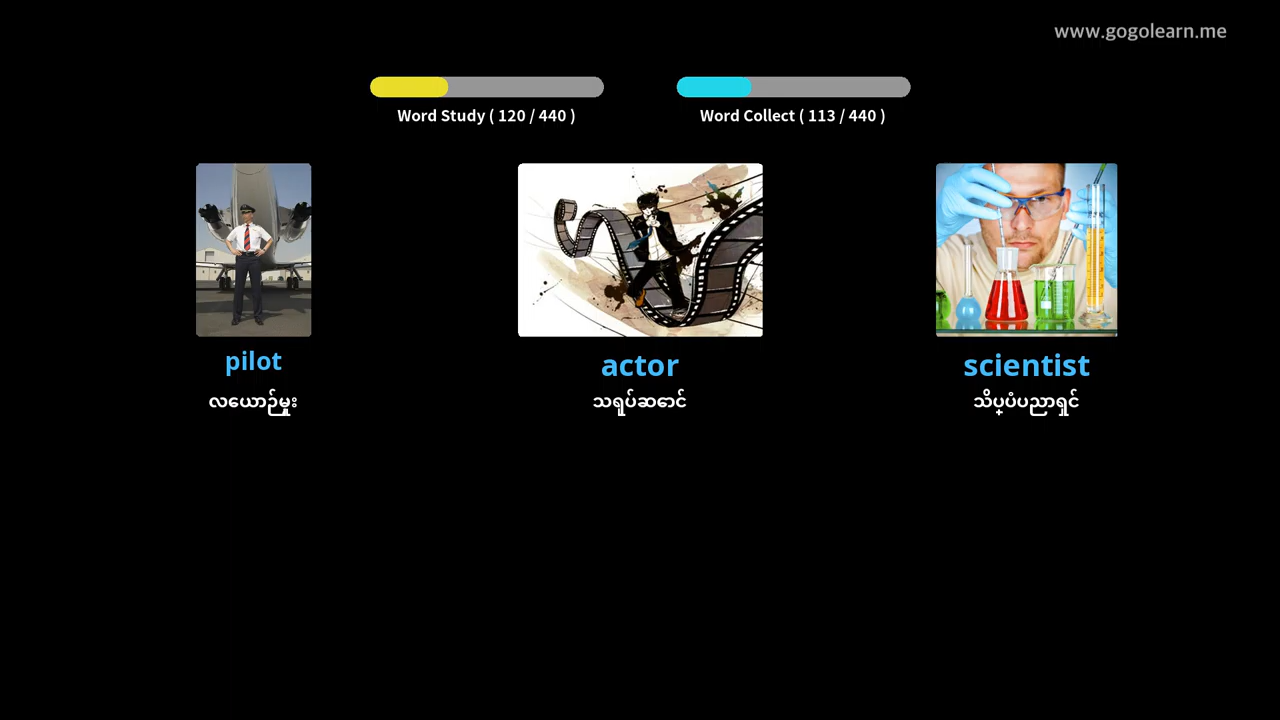 www.gogolearn.me
Word Study ( 120 / 440 )
Word Collect ( 113 / 440 )
pilot
လယောဉ်မှူး
actor
သရုပ်ဆောင်
scientist
သိပ္ပံပညာရှင်